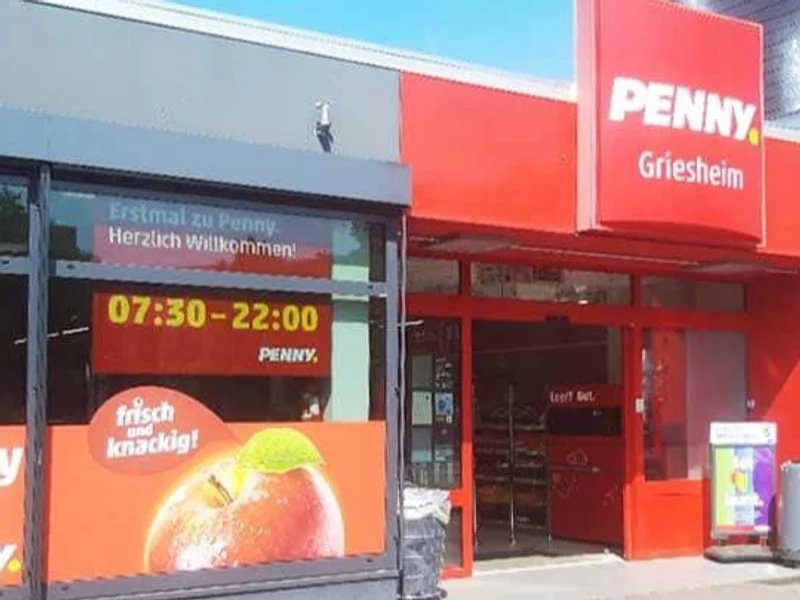 PENNY.
Griesheim
Erstmal zu Penny.
Herzlich Willkommen!
07:30 – 22:00
PENNY.
frisch
und
knackig!